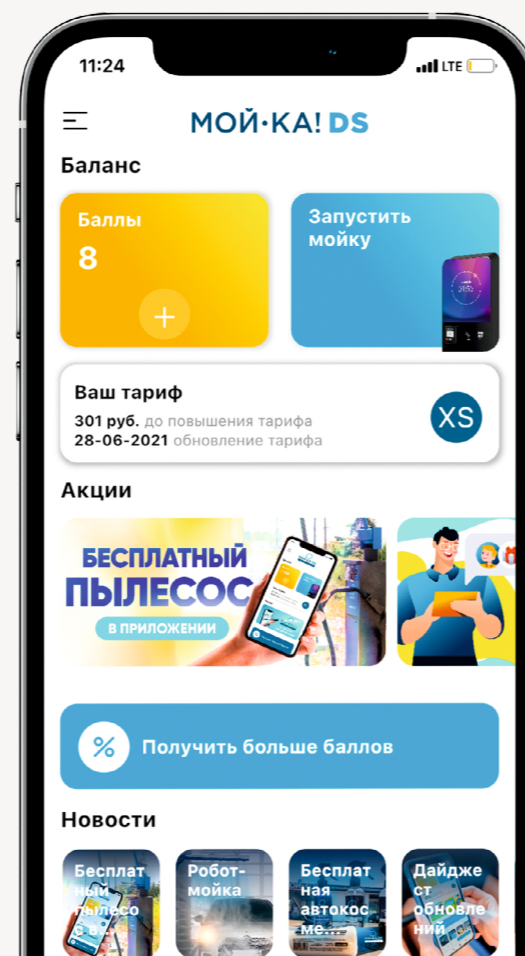 11:24
LTE
МОЙ·КА! DS
Баланс
Баллы
8
Запустить
мойку
Ваш тариф
301 руб. до повышения тарифа
28-06-2021 обновление тарифа
XS
Акции
БЕСПЛАТНЫЙ
ПЫЛЕСОС
В ПРИЛОЖЕНИИ
%
Получить больше баллов
Новости
Бесплат
ный
пылесо
с в...
Робот-
мойка
Бесплат
ная
автокос
ме...
Дайдже
ст
обновле
ний